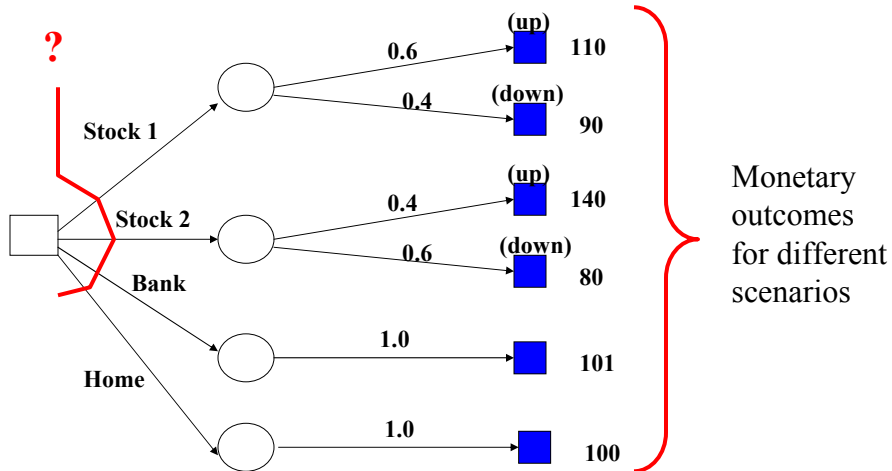 ?
(up)
0.6
110
(down)
0.4
90
Stock 1
(up)
0.4
140
Stock 2
(down)
0.6
80
Bank
1.0
101
Home
1.0
100
Monetary
outcomes
for different
scenarios